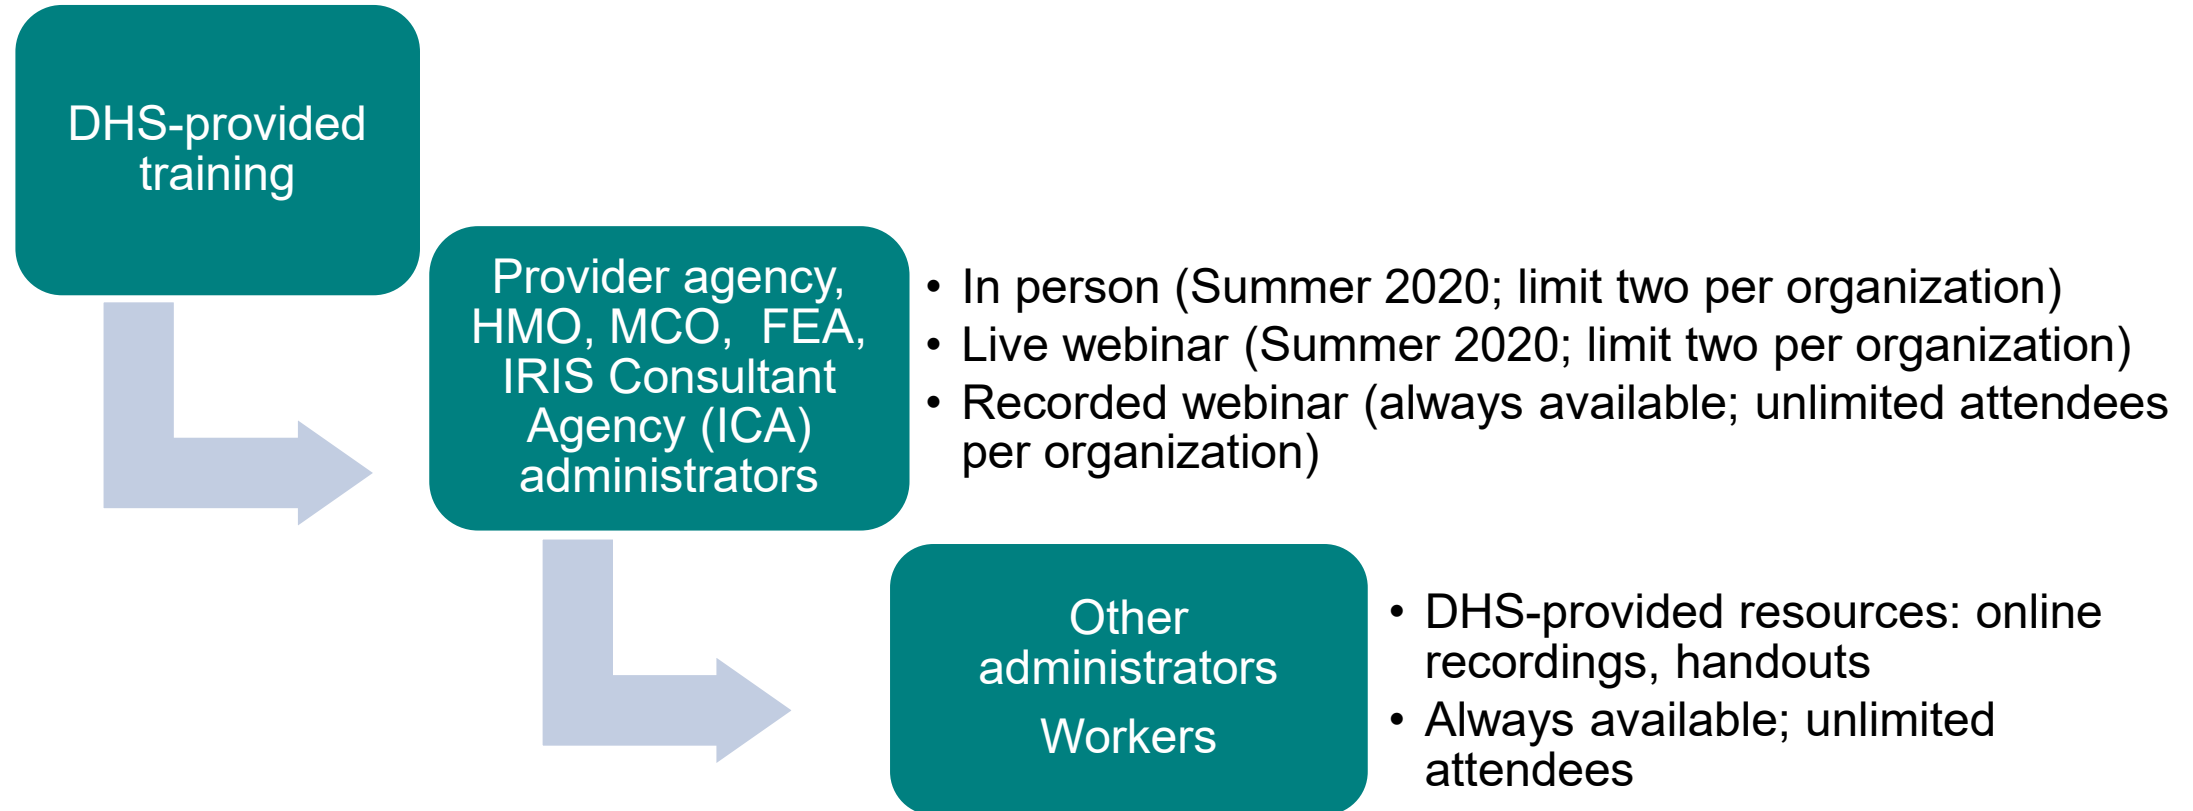 DHS-provided
training
Provider agency,
HMO, MCO,  FEA,
IRIS Consultant
Agency (ICA)
administrators
• In person (Summer 2020; limit two per organization)
• Live webinar (Summer 2020; limit two per organization)
• Recorded webinar (always available; unlimited attendees
per organization)
Other
administrators
Workers
• DHS-provided resources: online
recordings, handouts
• Always available; unlimited
attendees